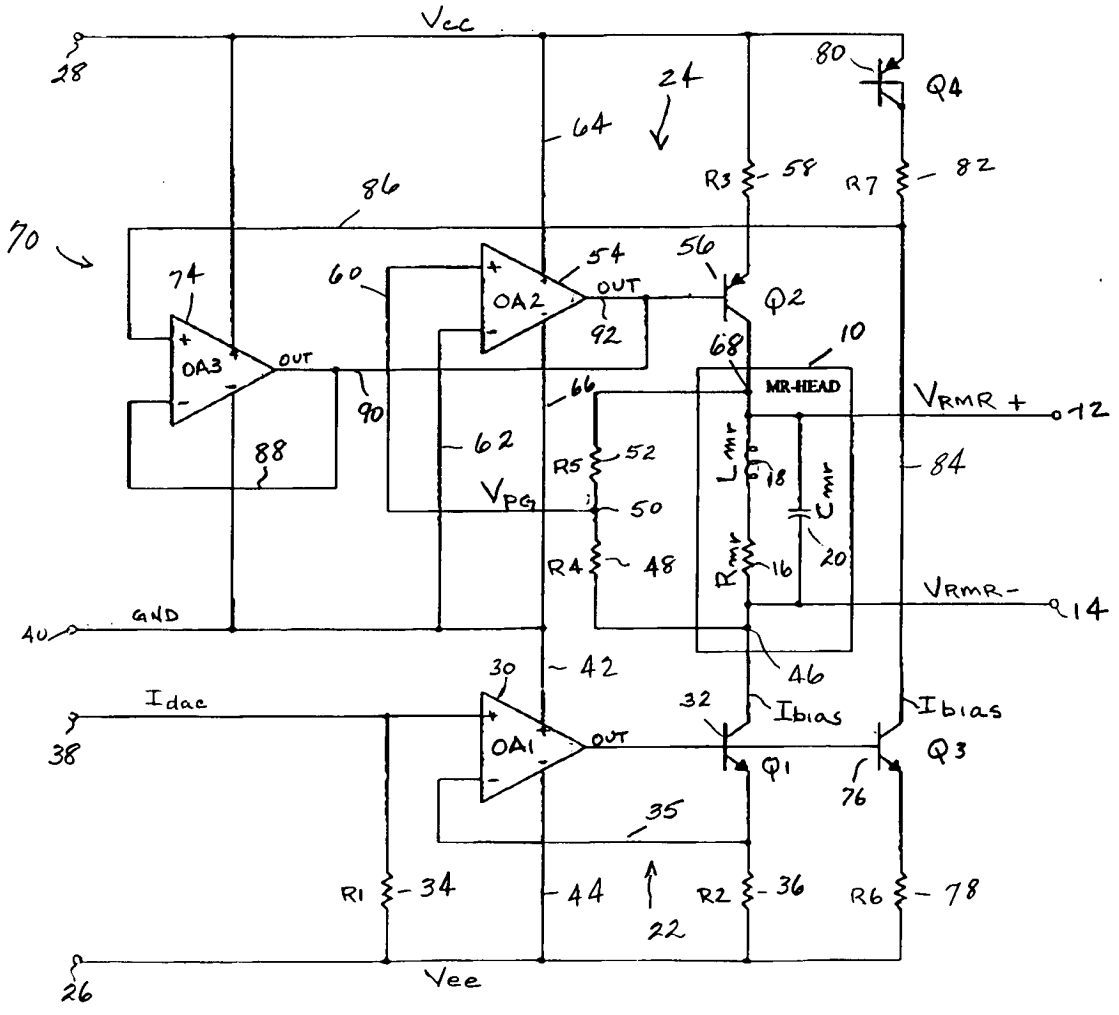 Vcc
28
24
80
Q4
64
R3
58
R7
82
86
70
74
60
+
54
56
OA2
OUT
-
92
Q2
+
OA3
OUT
-
90
68
10
MR-HEAD
66
VRMR +
12
88
62
R5
52
Lmr
18
84
VPG
50
Cmr
R4
48
Rmr
16
20
VRMR-
14
GND
40
42
46
30
Idac
38
+
OA1
OUT
-
32
Ibias
Ibias
Q1
Q3
76
35
R1
34
44
22
R2
36
R6
78
Vee
26